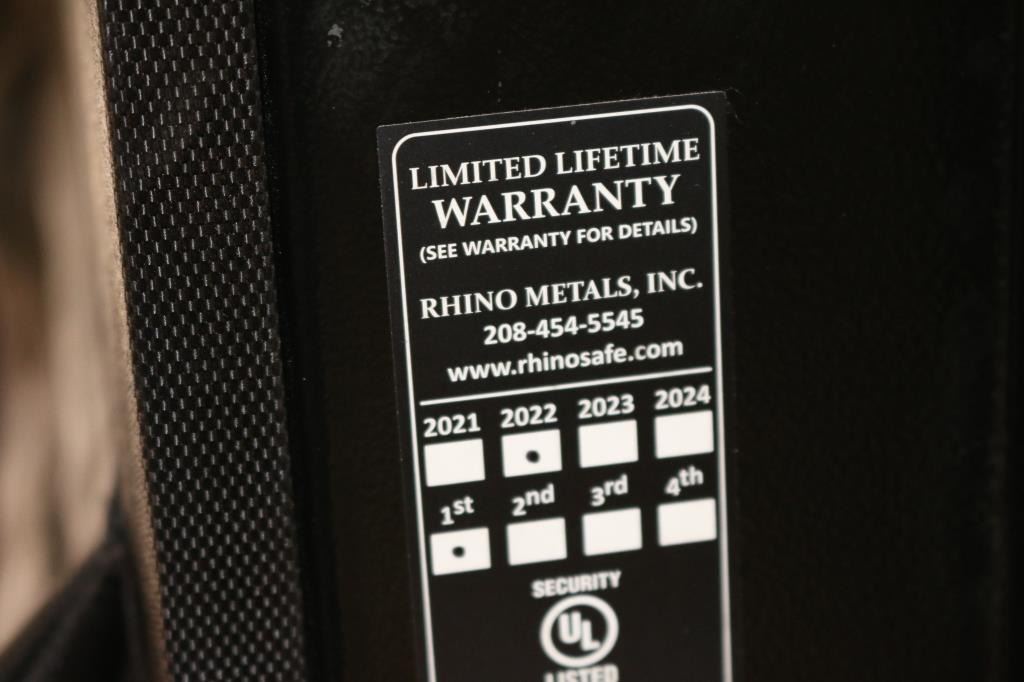 LIMITED LIFETIME
WARRANTY
(SEE WARRANTY FOR DETAILS)
RHINO METALS, INC.
208-454-5545
www.rhinosafe.com
2021 2022 2023 2024
1st 2nd 3rd 4th
SECURITY
UL
LISTED